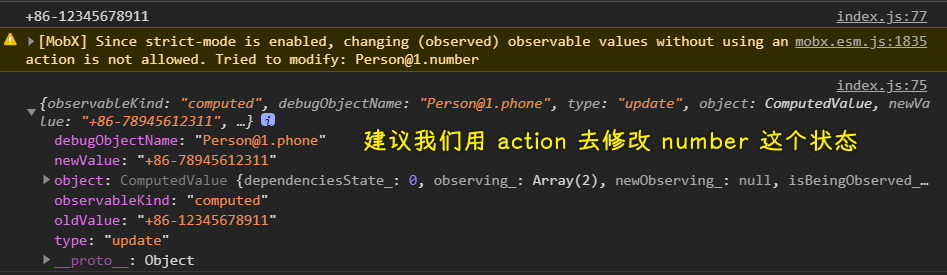 +86-12345678911 index.js:77
[MobX] Since strict-mode is enabled, changing (observed) observable values without using an mobx.esm.js:1835
action is not allowed. Tried to modify: Person@1.number
index.js:75
{observableKind: "computed", debugObjectName: "Person@1.phone", type: "update", object: ComputedValue, newVal
ue: "+86-78945612311", …} i
debugObjectName: "Person@1.phone"
建议我们用 action 去修改 number 这个状态
newValue: "+86-78945612311"
object: ComputedValue {dependenciesState_: 0, observing_: Array(2), newObserving_: null, isBeingObserved_…
observableKind: "computed"
oldValue: "+86-12345678911"
type: "update"
__proto__: Object